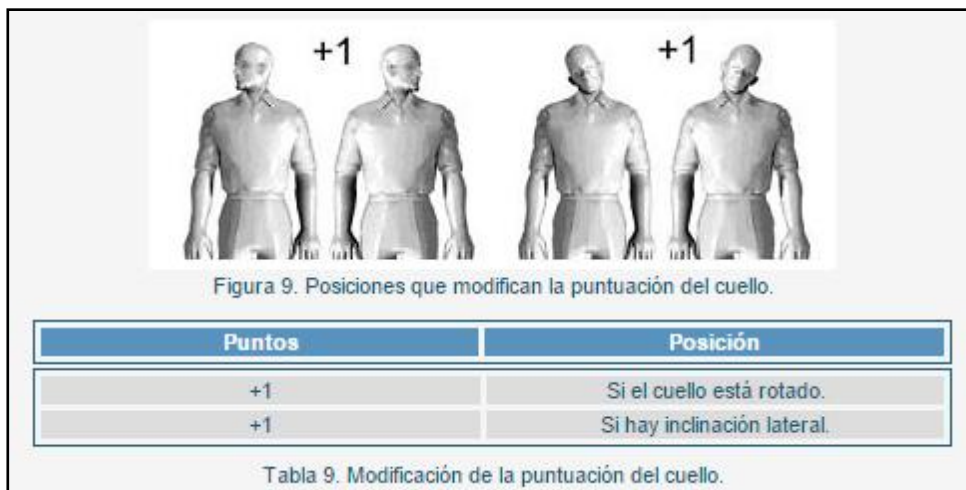 +1 +1
Figura 9. Posiciones que modifican la puntuación del cuello.
Puntos Posición
+1 Si el cuello está rotado.
+1 Si hay inclinación lateral.
Tabla 9. Modificación de la puntuación del cuello.